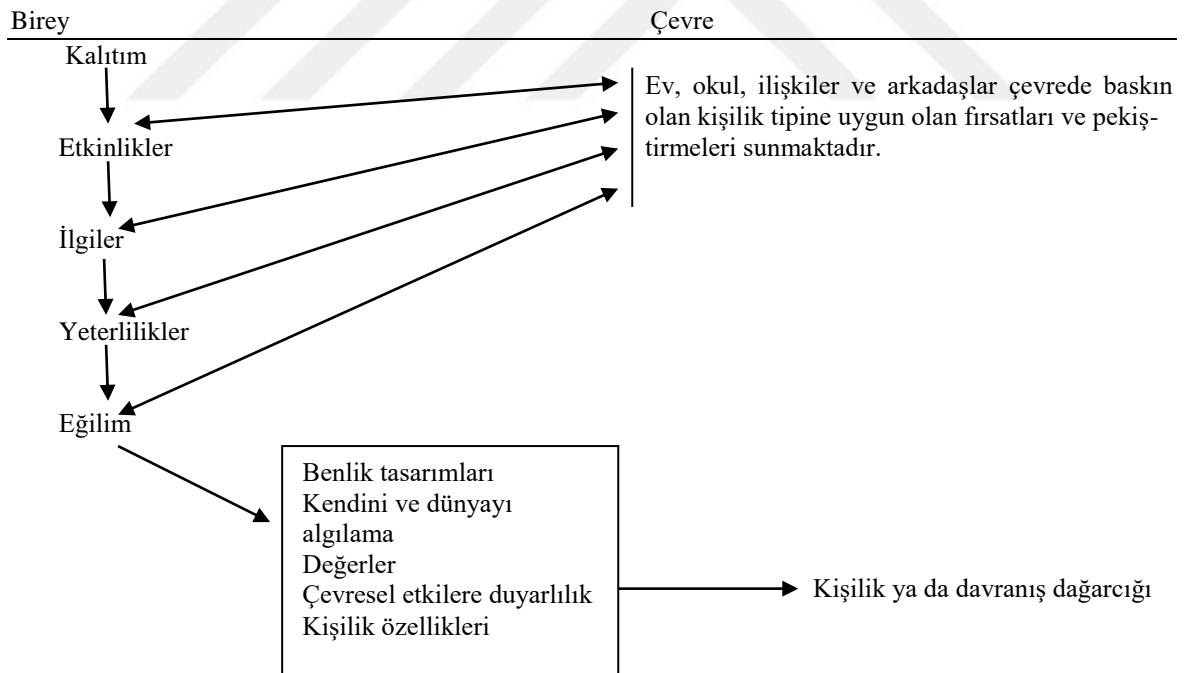 Birey Çevre
Kalıtım
Ev, okul, ilişkiler ve arkadaşlar çevrede baskın
olan kişilik tipine uygun olan fırsatları ve pekiş-
tirmeleri sunmaktadır.
Etkinlikler
İlgiler
Yeterlilikler
Eğilim
Benlik tasarımları
Kendini ve dünyayı
algılama
Değerler
Çevresel etkilere duyarlılık
Kişilik özellikleri
Kişilik ya da davranış dağarcığı